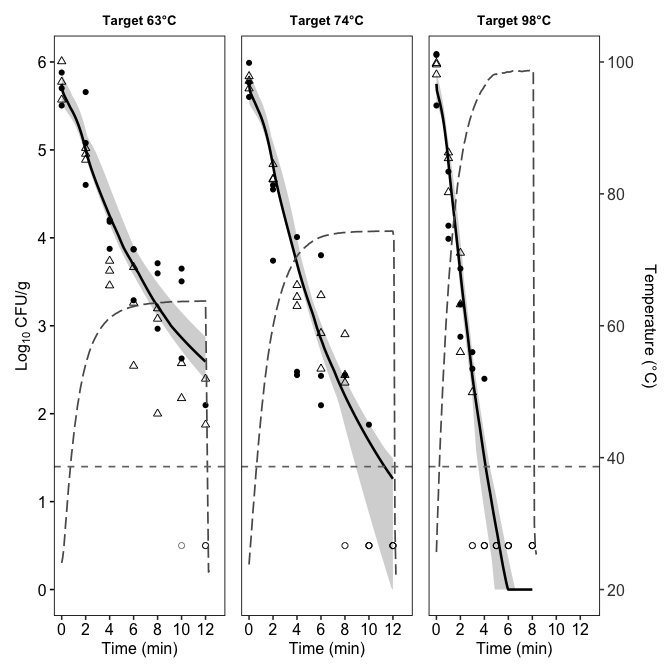 Target 63°C
Target 74°C
Target 98°C
Log10 CFU/g
6
5
4
3
2
1
0
100
80
60
40
20
Temperature (°C)
0 2 4 6 8 10 12
0 2 4 6 8 10 12
0 2 4 6 8 10 12
Time (min)
Time (min)
Time (min)